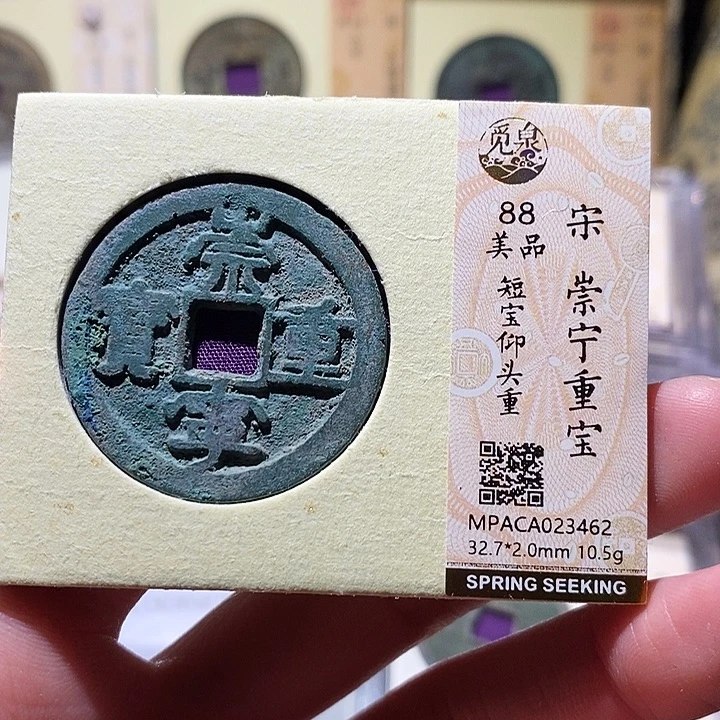 崇
寧
重
寶
覓泉
88
美品
宋 崇宁重宝
短宝仰头重
MPACA023462
32.7*2.0mm 10.5g
SPRING SEEKING